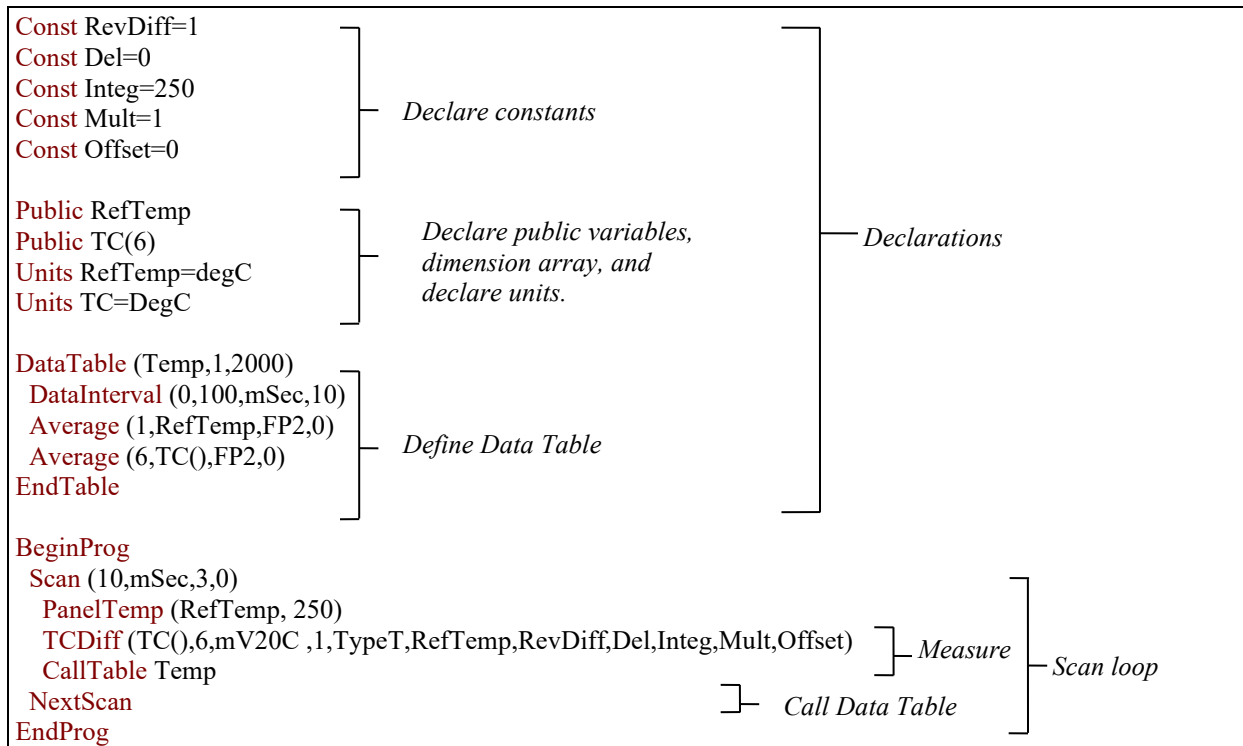 Const RevDiff=1
Const Del=0
Const Integ=250
Const Mult=1
Const Offset=0
Declare constants
Public RefTemp
Public TC(6)
Units RefTemp=degC
Units TC=DegC
Declare public variables,
dimension array, and
declare units.
Declarations
DataTable (Temp,1,2000)
DataInterval (0,100,mSec,10)
Average (1,RefTemp,FP2,0)
Average (6,TC(),FP2,0)
EndTable
Define Data Table
BeginProg
Scan (10,mSec,3,0)
PanelTemp (RefTemp, 250)
TCDiff (TC(),6,mV20C ,1,TypeT,RefTemp,RevDiff,Del,Integ,Mult,Offset)
Measure
CallTable Temp
Scan loop
NextScan
Call Data Table
EndProg